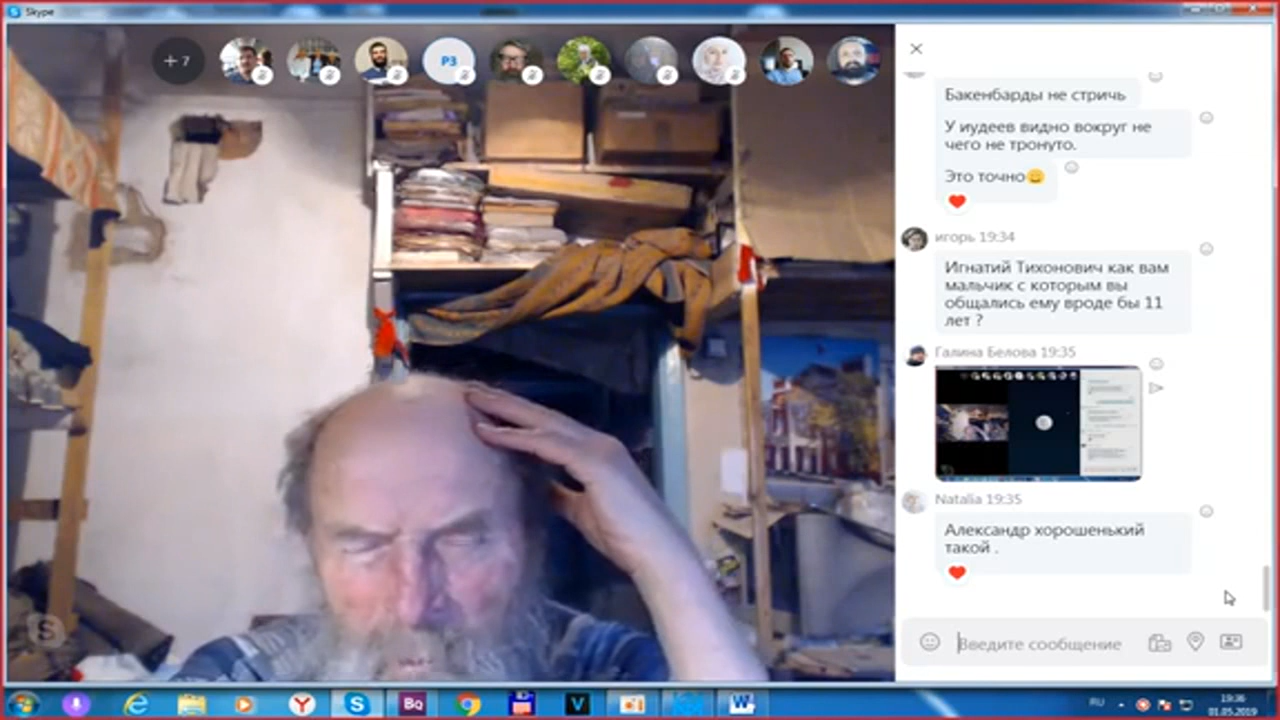 Skype
+7
РЗ
Бакенбарды не стричь
У иудеев видно вокруг не
чего не тронуто.
Это точно
игорь 19:34
Игнатий Тихонович как вам
мальчик с которым вы
общались ему вроде бы 11
лет ?
Галина Белова 19:35
Natalia 19:35
Александр хорошенький
такой .
Введите сообщение
RU
19:36
01.05.2019